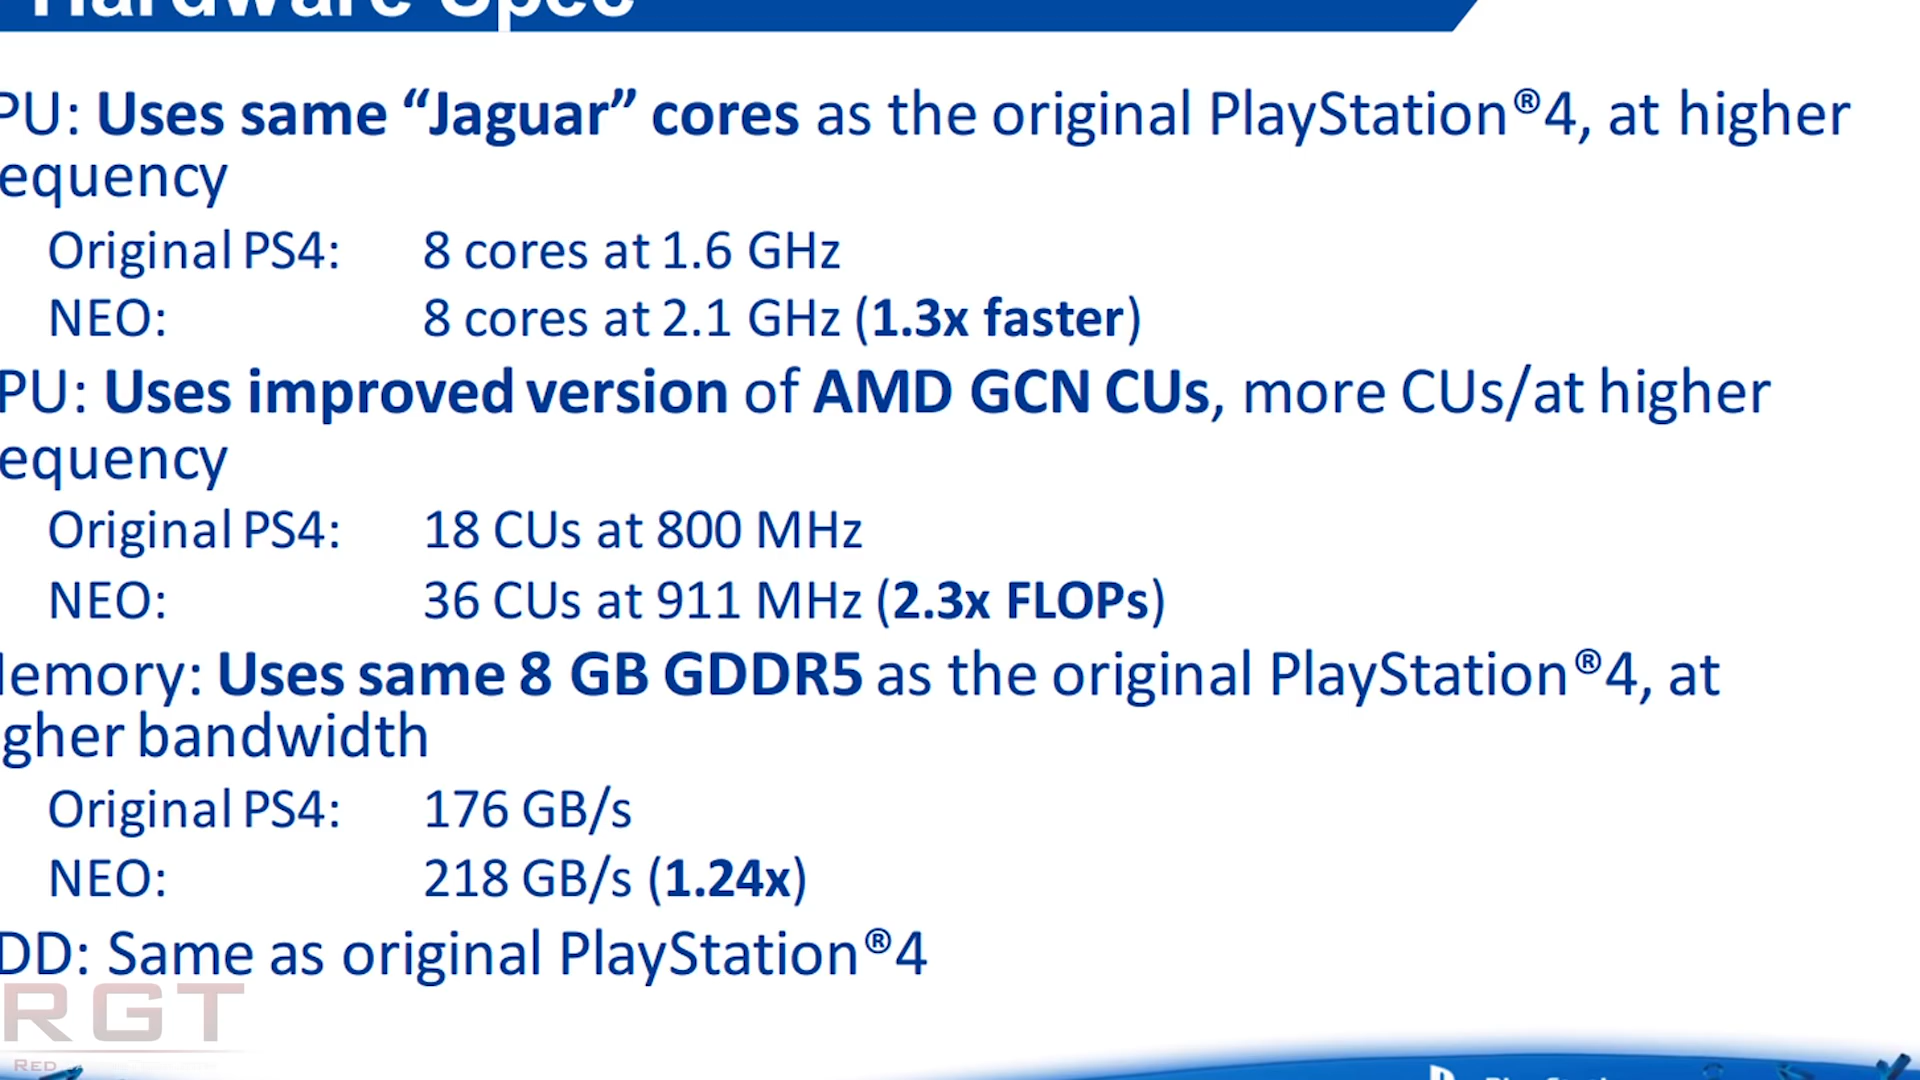 Hardware Spec
PU: Uses same “Jaguar” cores as the original PlayStation®4, at higher
equency
Original PS4: 8 cores at 1.6 GHz
NEO: 8 cores at 2.1 GHz (1.3x faster)
PU: Uses improved version of AMD GCN CUs, more CUs/at higher
equency
Original PS4: 18 CUs at 800 MHz
NEO: 36 CUs at 911 MHz (2.3x FLOPs)
emory: Uses same 8 GB GDDR5 as the original PlayStation®4, at
gher bandwidth
Original PS4: 176 GB/s
NEO: 218 GB/s (1.24x)
DD: Same as original PlayStation®4
RGT
RED